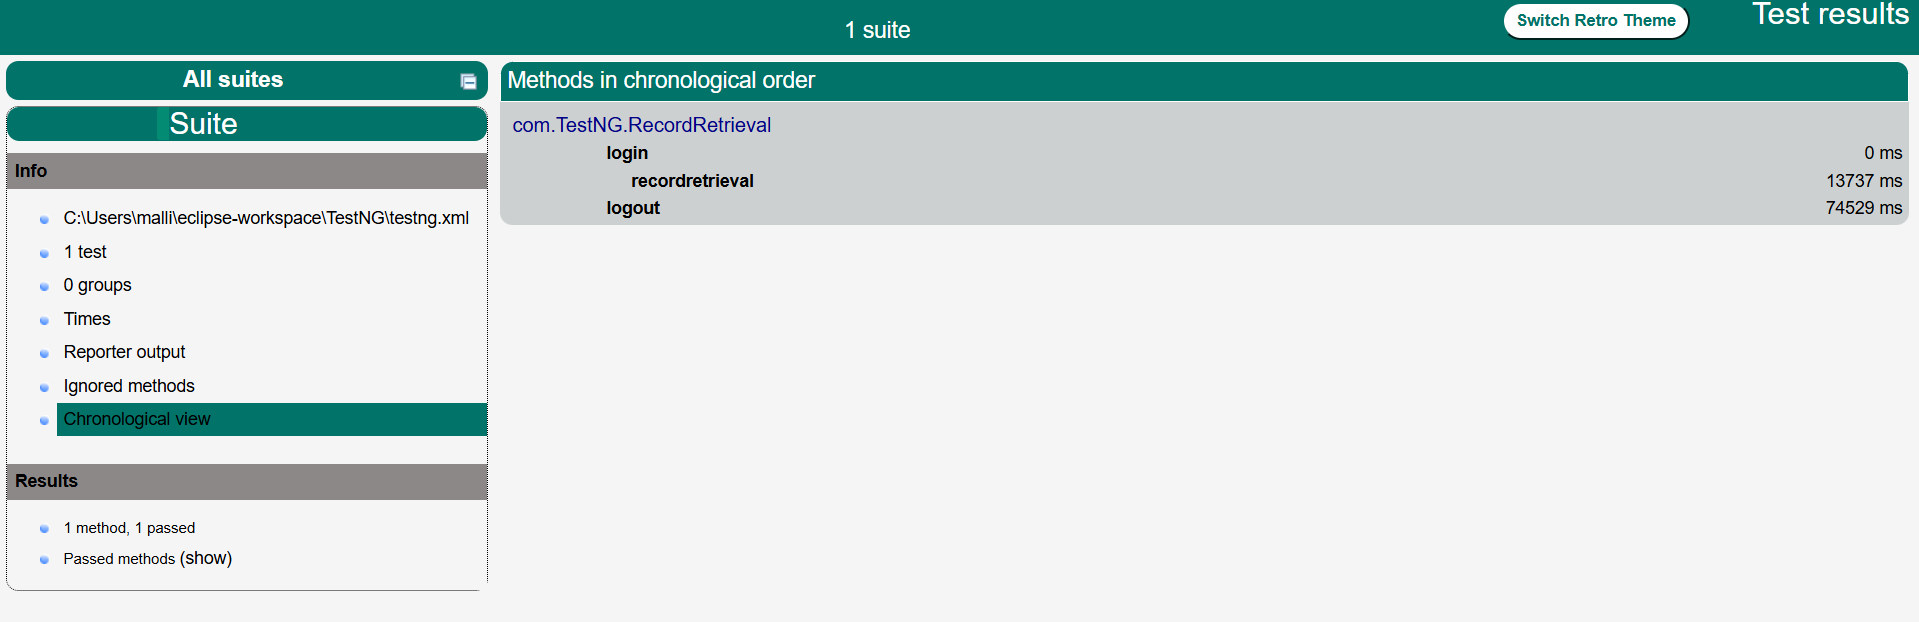 1 suite
Switch Retro Theme
Test results
All suites
Suite
Info
C:\Users\malli\eclipse-workspace\TestNG\testng.xml
1 test
0 groups
Times
Reporter output
Ignored methods
Chronological view
Results
1 method, 1 passed
Passed methods (show)
Methods in chronological order
com.TestNG.RecordRetrieval
login 0 ms
recordretrieval 13737 ms
logout 74529 ms